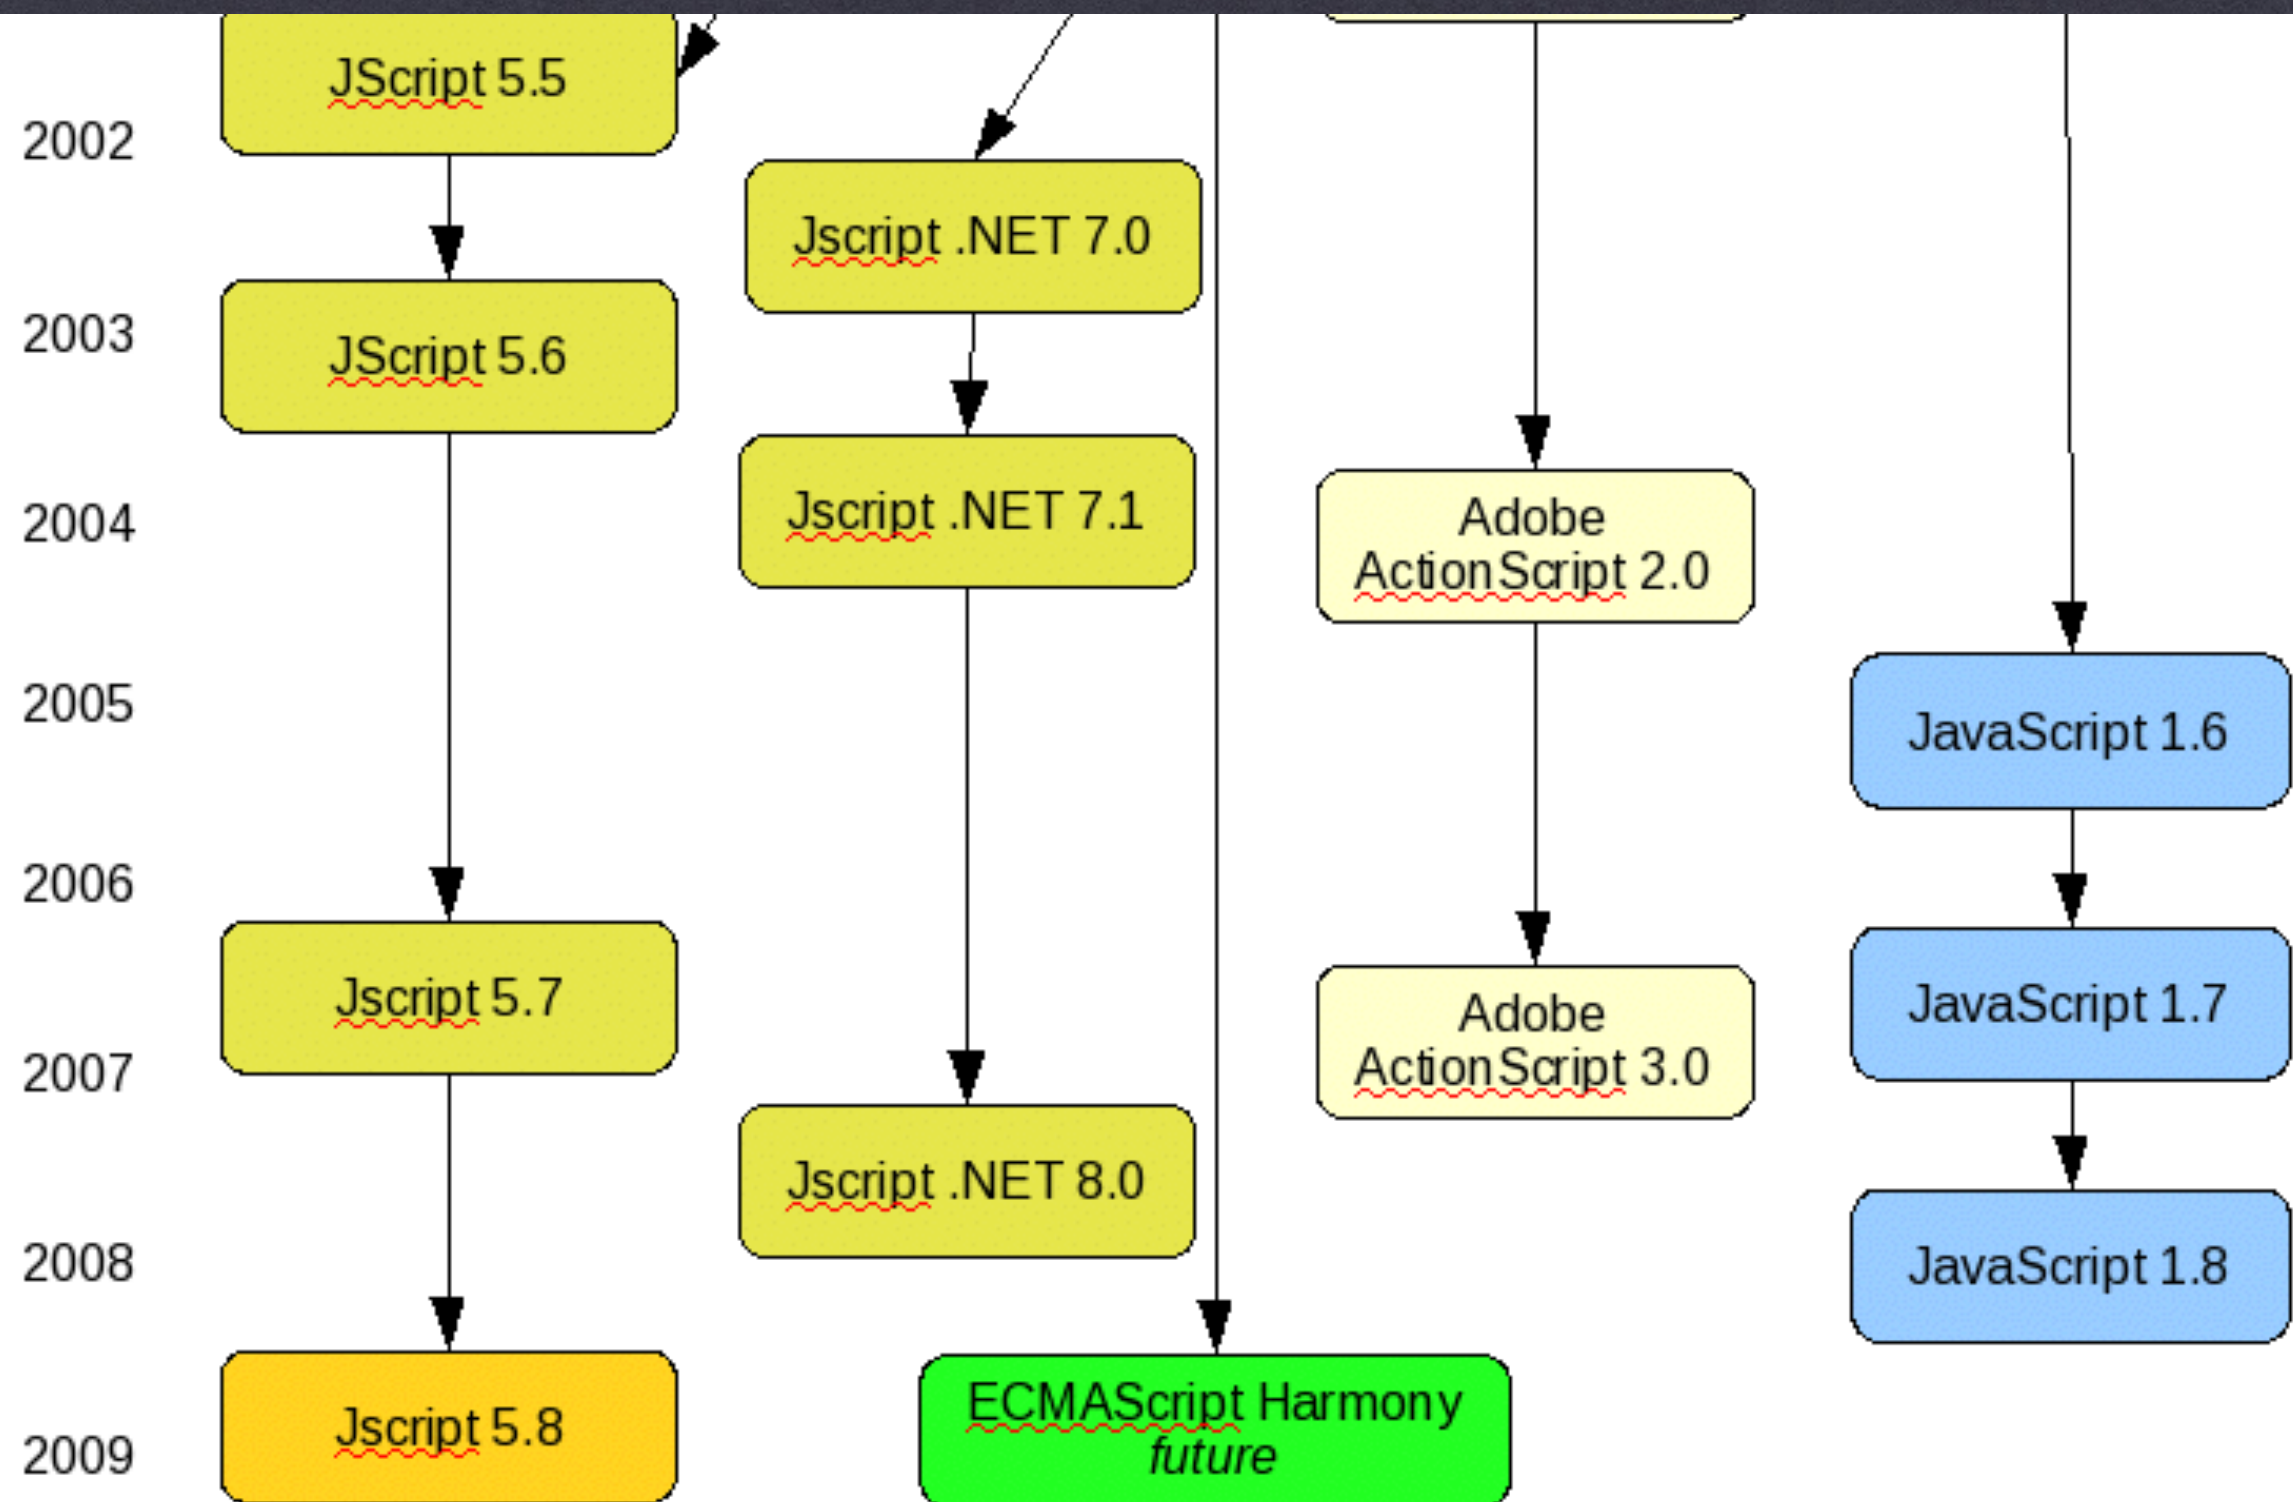 JScript 5.5
2002
Jscript .NET 7.0
2003
JScript 5.6
Jscript .NET 7.1
2004
Adobe
ActionScript 2.0
2005
JavaScript 1.6
2006
Jscript 5.7
JavaScript 1.7
Adobe
ActionScript 3.0
2007
Jscript .NET 8.0
2008
JavaScript 1.8
Jscript 5.8
ECMAScript Harmony
future
2009